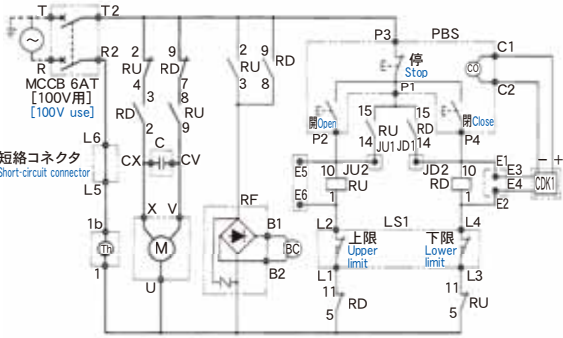 T T2
R R2
MCCB 6AT
[100V用]
[100V use]
L6
短絡コネクタ
Short-circuit connector
L5
1b
Th
1
2 9
RU RD
4 7
3 8
RD RU
2 9
C
CX CV
X V
M
U
2 9
RU RD
3 8 8
RF
B1
BC
B2
P3 PBS
停
Stop
P1
C1
CO
C2
開Open
P2
15 15
RU RD
14 14
JU1 JD1
閉Close
P4
E5 JU2 JD2 E1
10 10
RU RD
1 1
E6 E2
E3
E4
− +
CDK1
L2 LS1 L4
上限
Upper
limit
下限
Lower
limit
L1 L3
11 11
RD RU
5 5